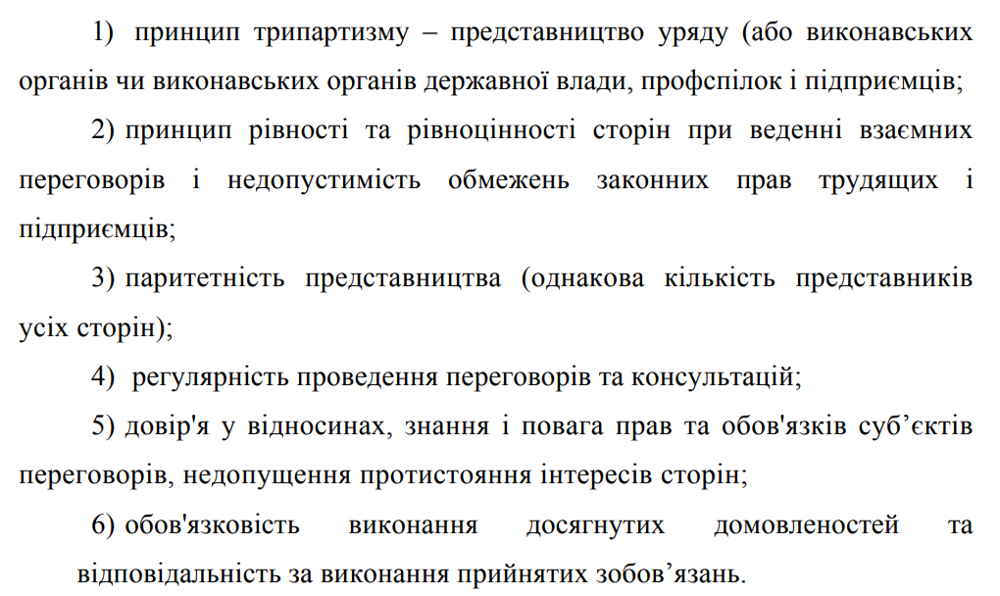 1) принцип трипартизму – представництво уряду (або виконавських
органів чи виконавських органів державної влади, профспілок і підприємців;
2) принцип рівності та рівноцінності сторін при веденні взаємних
переговорів і недопустимість обмежень законних прав трудящих і
підприємців;
3) паритетність представництва (однакова кількість представників
усіх сторін);
4) регулярність проведення переговорів та консультацій;
5) довір'я у відносинах, знання і повага прав та обов'язків суб’єктів
переговорів, недопущення протистояння інтересів сторін;
6) обов'язковість виконання досягнутих домовленостей та
відповідальність за виконання прийнятих зобов’язань.